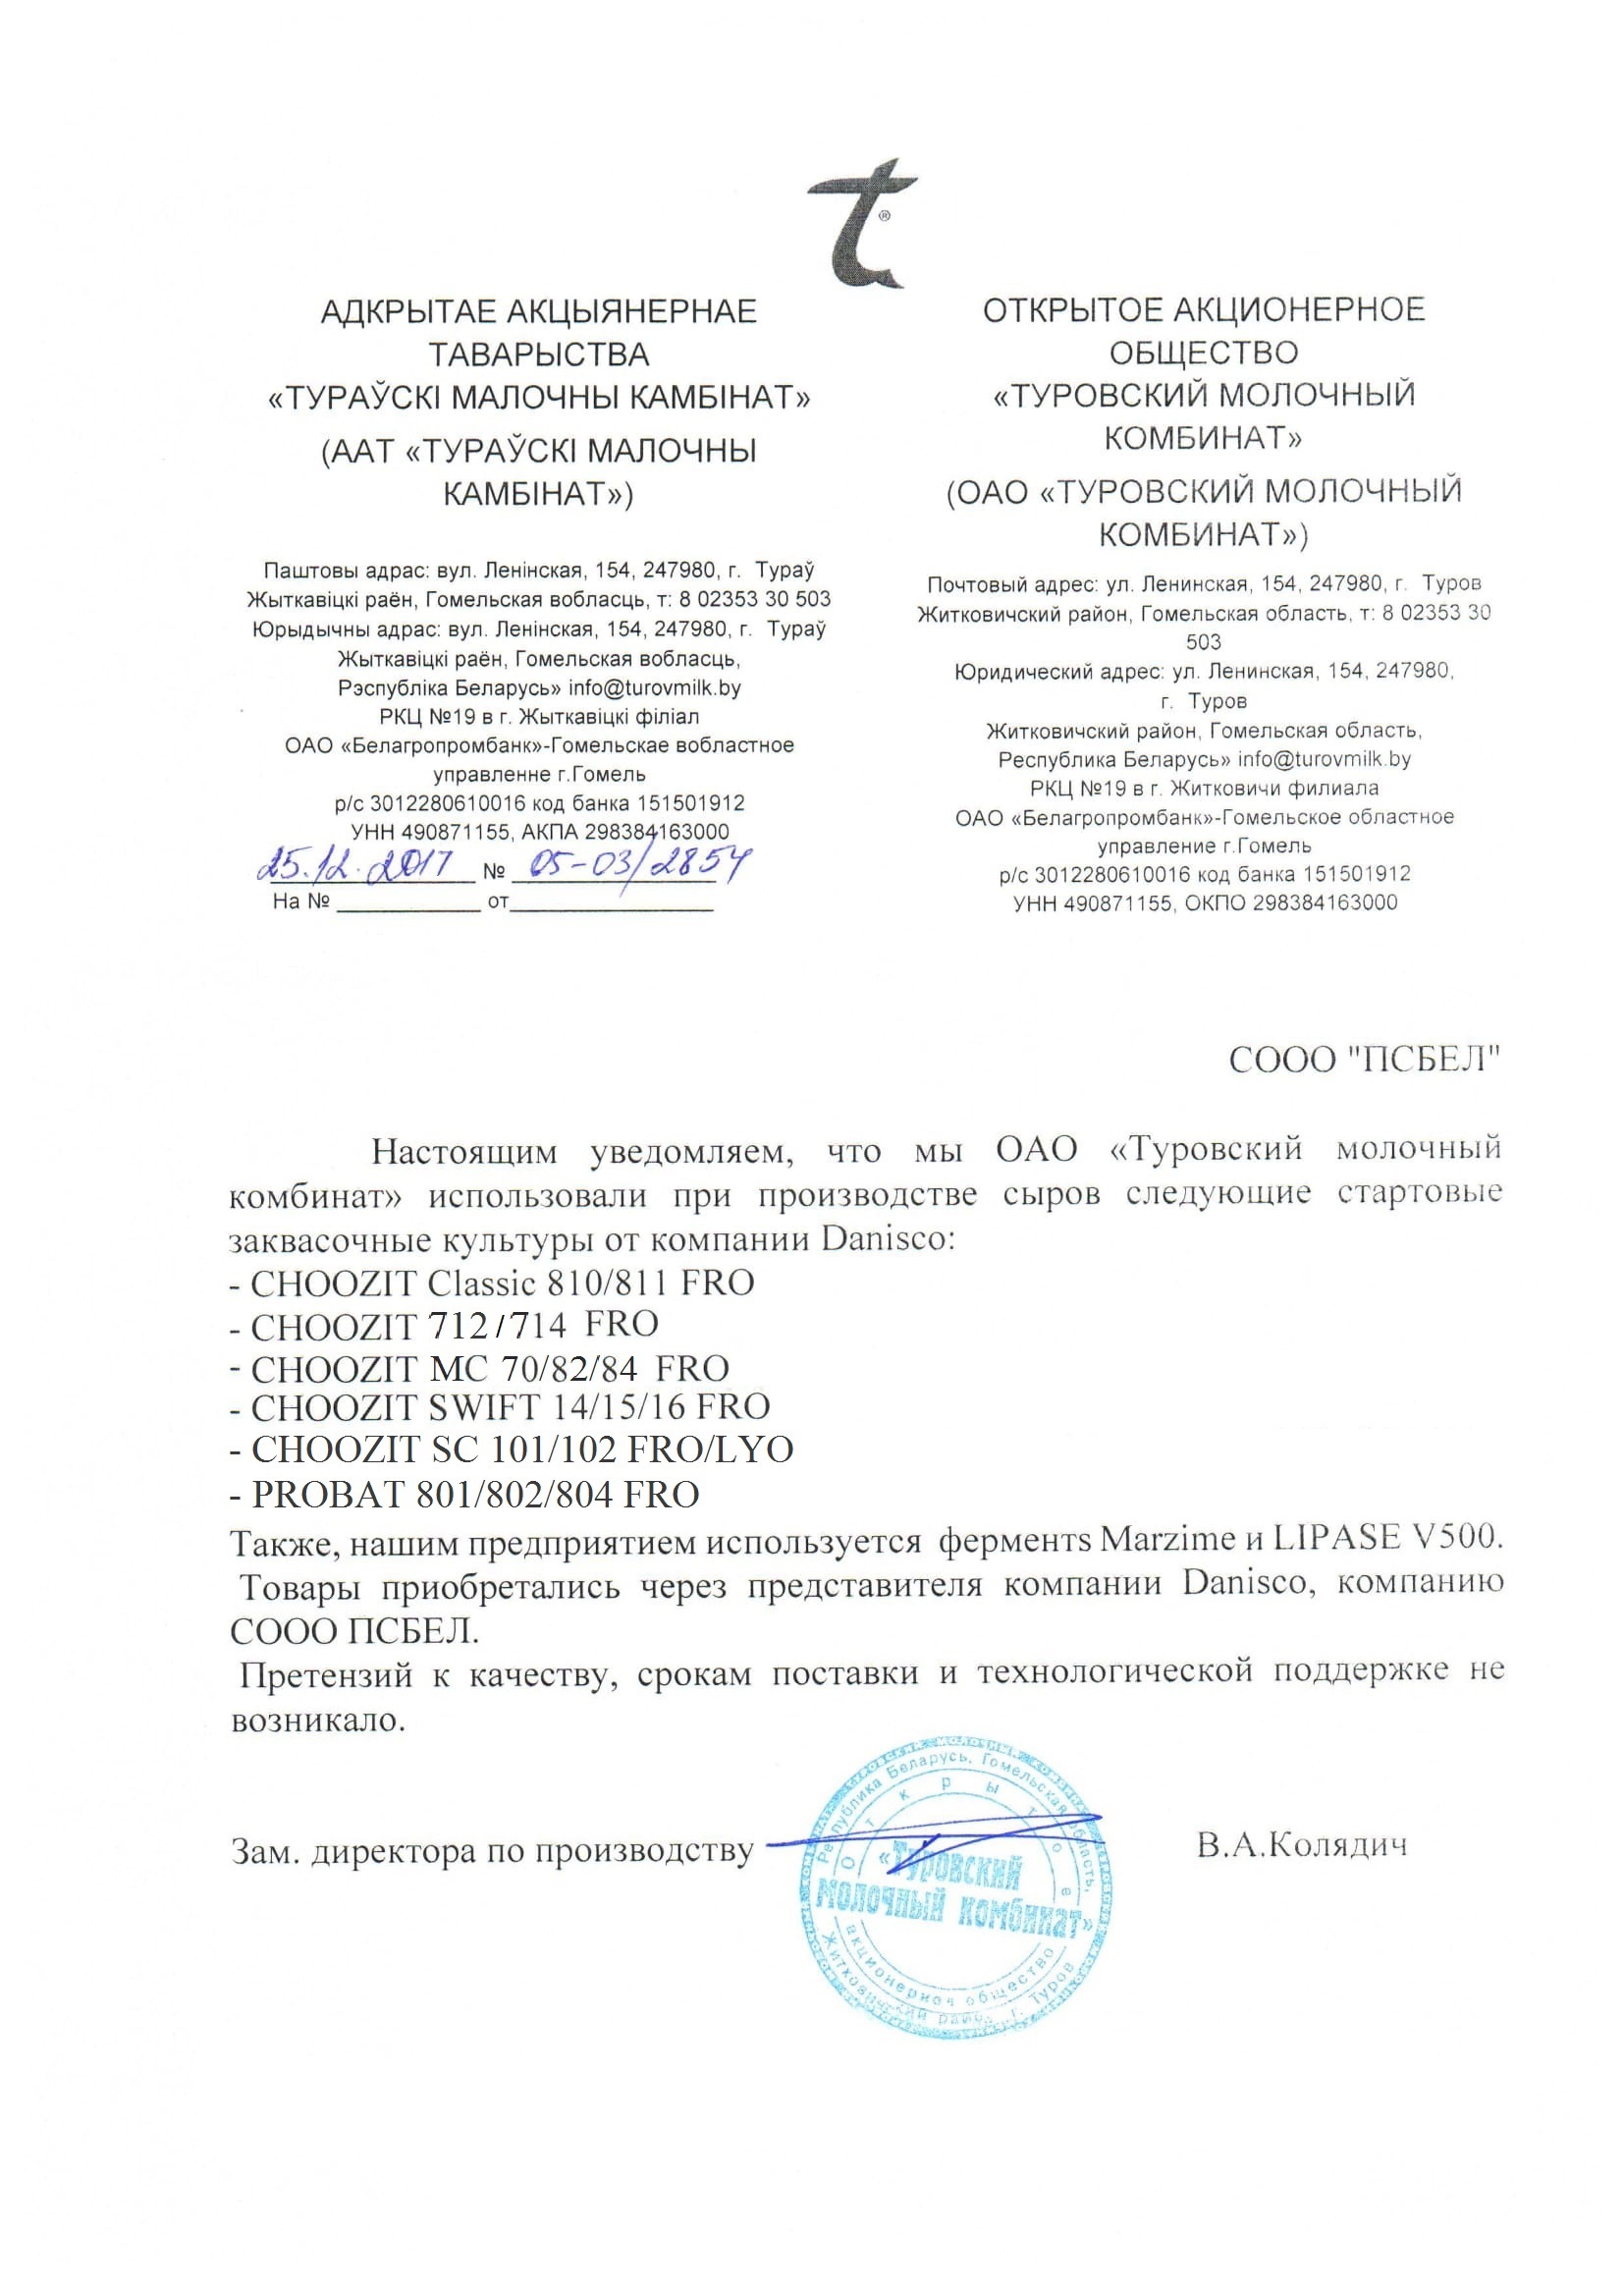 ®
АДКРЫТАЕ АКЦЫЯНЕРНАЕ
ТАВАРЫСТВА
«ТУРАЎСКІ МАЛОЧНЫ КАМБІНАТ»
(ААТ «ТУРАЎСКІ МАЛОЧНЫ
КАМБІНАТ»)
Паштовы адрас: вул. Ленінская, 154, 247980, г. Тураў
Жыткавіцкі раён, Гомельская вобласць, т: 8 02353 30 503
Юрыдычны адрас: вул. Ленінская, 154, 247980, г. Тураў
Жыткавіцкі раён, Гомельская вобласць,
Рэспубліка Беларусь» info@turovmilk.by
РКЦ №19 в г. Жыткавіцкі філіал
ОАО «Белагропромбанк»-Гомельскае вобластное
управленне г.Гомель
р/с 3012280610016 код банка 151501912
УНН 490871155, АКПА 298384163000
25.12.2017 № 05-03/2854
На № ____________ от_________________
ОТКРЫТОЕ АКЦИОНЕРНОЕ
ОБЩЕСТВО
«ТУРОВСКИЙ МОЛОЧНЫЙ
КОМБИНАТ»
(ОАО «ТУРОВСКИЙ МОЛОЧНЫЙ
КОМБИНАТ»)
Почтовый адрес: ул. Ленинская, 154, 247980, г. Туров
Житковичский район, Гомельская область, т: 8 02353 30
503
Юридический адрес: ул. Ленинская, 154, 247980,
г. Туров
Житковичский район, Гомельская область,
Республика Беларусь» info@turovmilk.by
РКЦ №19 в г. Житковичи филиала
ОАО «Белагропромбанк»-Гомельское областное
управление г.Гомель
р/с 3012280610016 код банка 151501912
УНН 490871155, ОКПО 298384163000
СООО "ПСБЕЛ"
Настоящим уведомляем, что мы ОАО «Туровский молочный
комбинат» использовали при производстве сыров следующие стартовые
заквасочные культуры от компании Danisco:
- CHOOZIT Classic 810/811 FRO
- CHOOZIT 712/714 FRO
- CHOOZIT MC 70/82/84 FRO
- CHOOZIT SWIFT 14/15/16 FRO
- CHOOZIT SC 101/102 FRO/LYO
- PROBAT 801/802/804 FRO
Также, нашим предприятием используется ферментs Marzime и LIPASE V500.
Товары приобретались через представителя компании Danisco, компанию
СООО ПСБЕЛ.
Претензий к качеству, срокам поставки и технологической поддержке не
возникало.
Зам. директора по производству
В.А.Колядич
Республика Беларусь, Гомельская область,
Открытое
«Туровский
молочный комбинат»
акционерное общество
Житковичский район, г. Туров